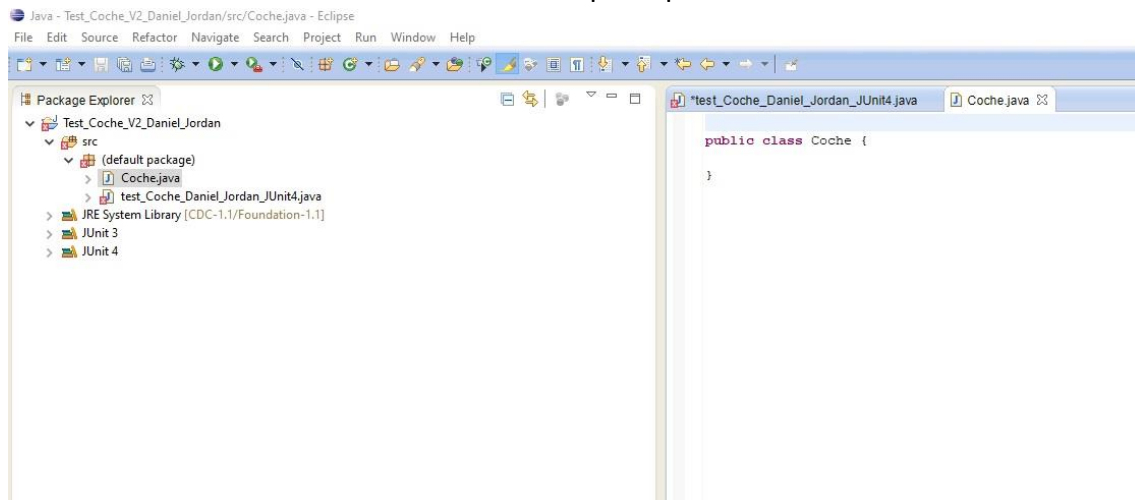 Java - Test_Coche_V2_Daniel_Jordan/src/Coche.java - Eclipse
File Edit Source Refactor Navigate Search Project Run Window Help
Package Explorer
Test_Coche_V2_Daniel_Jordan
src
(default package)
Coche.java
test_Coche_Daniel_Jordan_JUnit4.java
JRE System Library [CDC-1.1/Foundation-1.1]
JUnit 3
JUnit 4
*test_Coche_Daniel_Jordan_JUnit4.java
Coche.java
public class Coche {
}